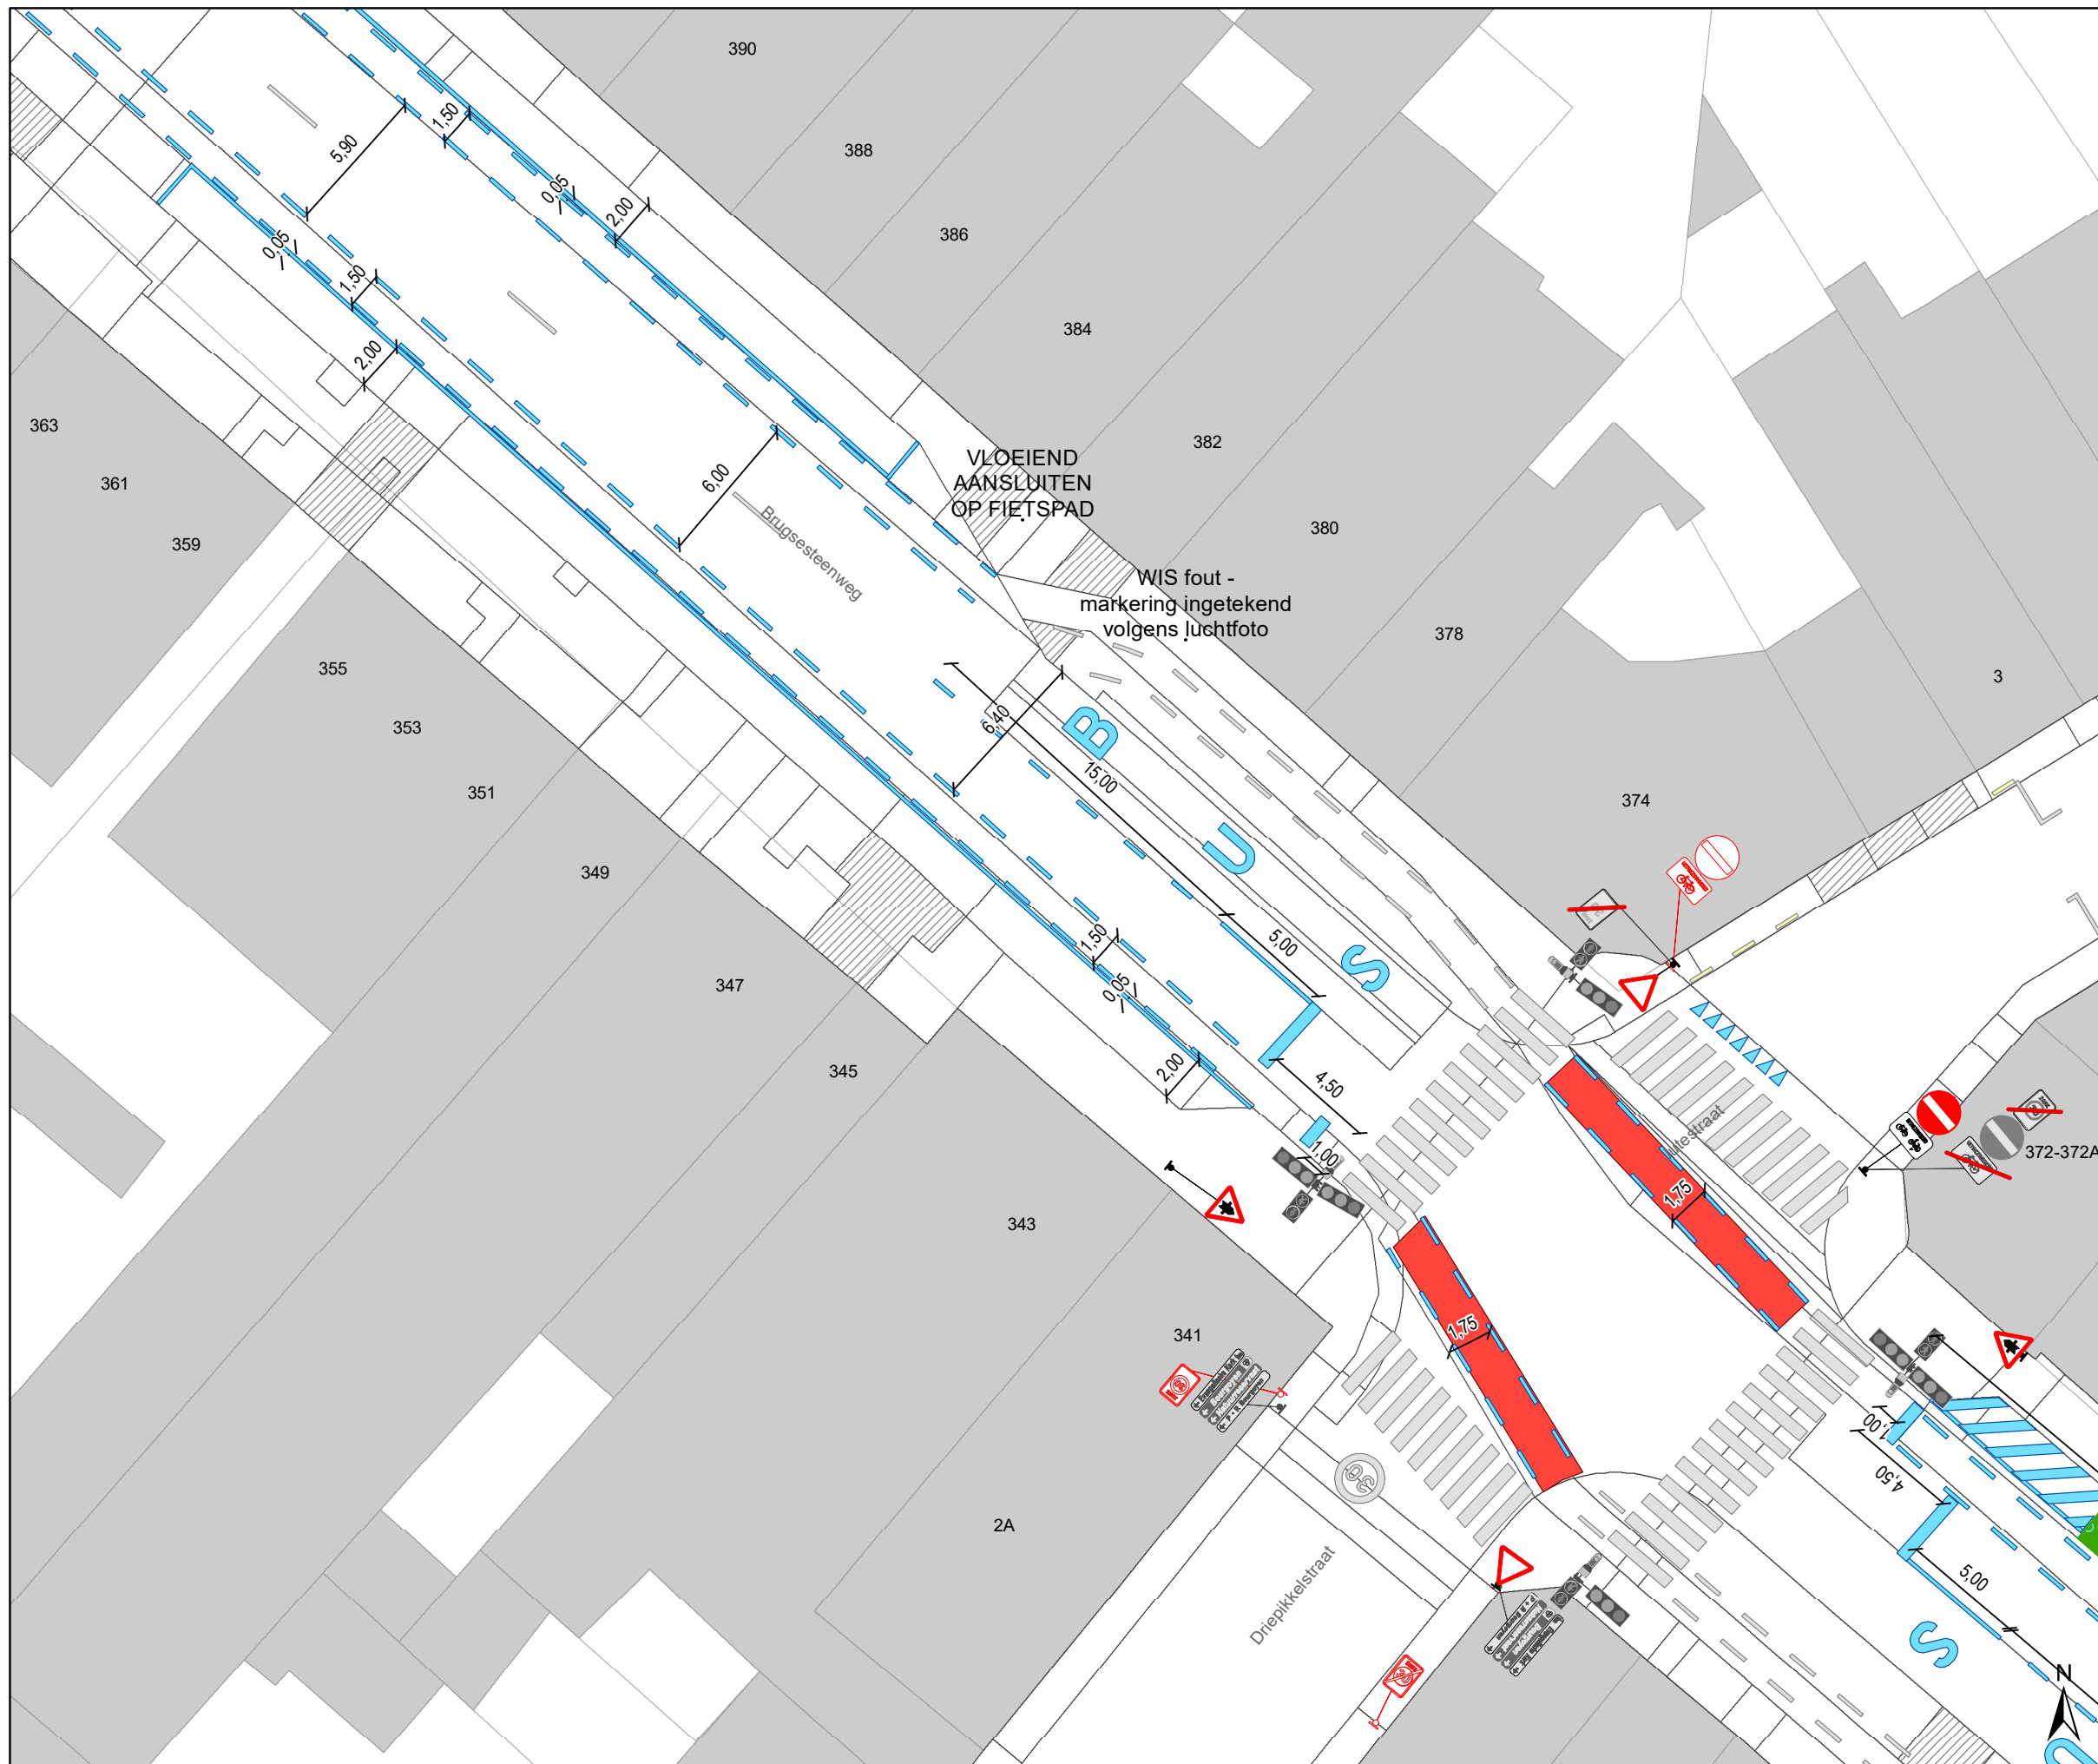 390
1,50
5,90
388
0,05
2,00
386
0,05
1,50
384
2,00
363
382
VLOEIEND
AANSLUITEN
OP FIETSPAD
361
6,00
Brugsesteenweg
380
359
WIS fout -
markering ingetekend
volgens luchtfoto
378
355
3
353
6,40
B
15,00
351
374
U
349
5,00
S
1,50
347
0,05
2,00
345
4,50
1,00
372-372A
1,75
343
1,75
341
1,00
4,50
30
2A
Driepikkelstraat
5,00
S
N
U